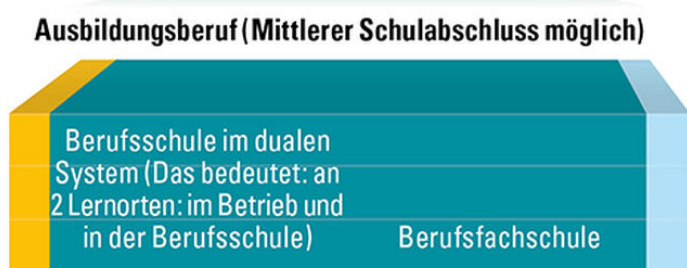 Ausbildungsberuf (Mittlerer Schulabschluss möglich)
Berufsschule im dualen
System (Das bedeutet: an
2 Lernorten: im Betrieb und
in der Berufsschule)
Berufsfachschule